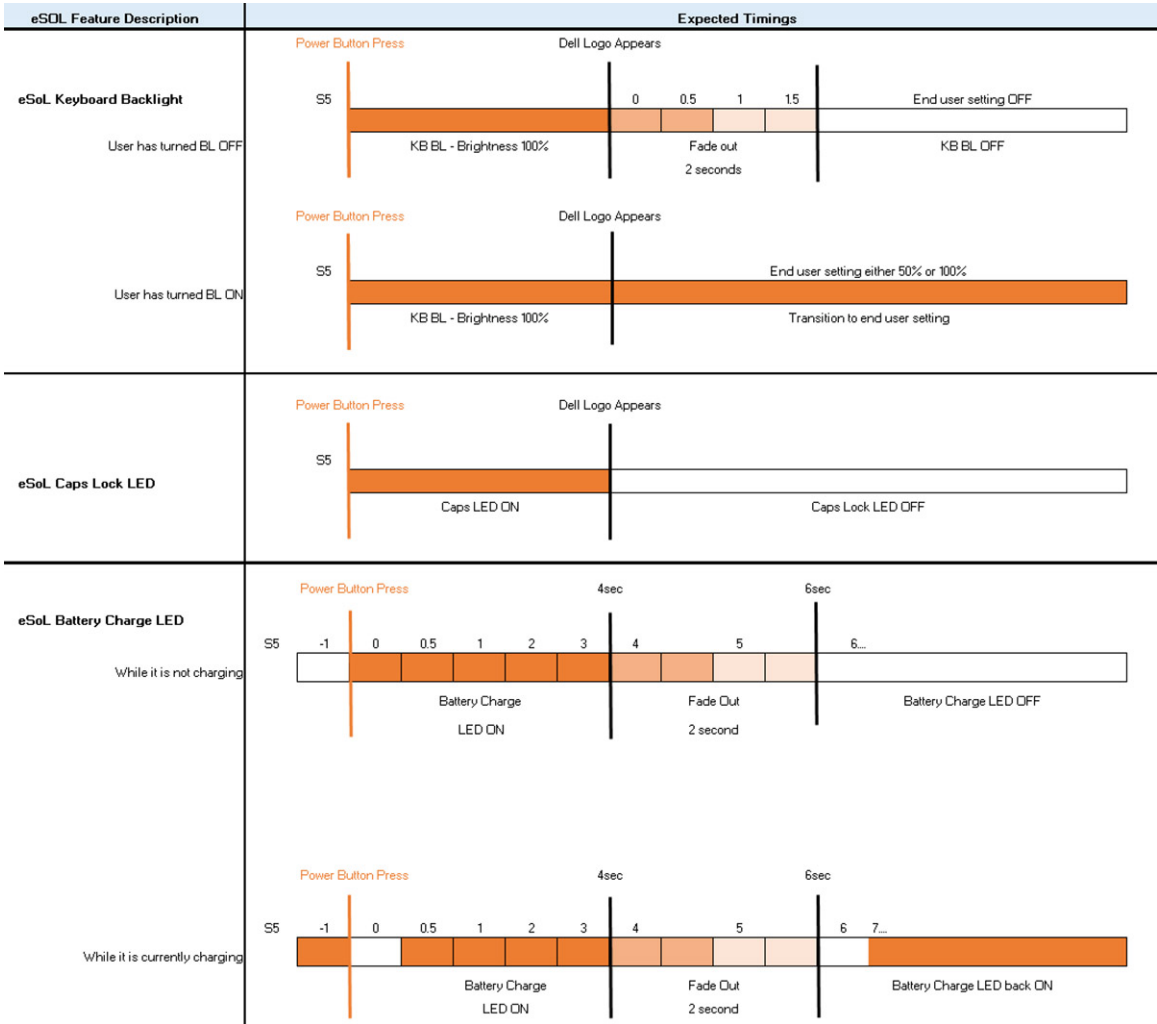 eSOL Feature Description
Expected Timings
Power Button Press
Dell Logo Appears
eSoL Keyboard Backlight
S5
0 0.5 1 1.5
End user setting OFF
User has turned BL OFF
KB BL - Brightness 100%
Fade out
KB BL OFF
2 seconds
Power Button Press
Dell Logo Appears
S5
End user setting either 50% or 100%
User has turned BL ON
KB BL - Brightness 100%
Transition to end user setting
Power Button Press
Dell Logo Appears
S5
eSoL Caps Lock LED
Caps LED ON
Caps Lock LED OFF
Power Button Press
4sec
6sec
eSoL Battery Charge LED
S5 -1 0 0.5 1 2 3 4 5 6...
While it is not charging
Battery Charge
Fade Out
Battery Charge LED OFF
LED ON
2 second
Power Button Press
4sec
6sec
S5 -1 0 0.5 1 2 3 4 5 6 7...
While it is currently charging
Battery Charge
Fade Out
Battery Charge LED back ON
LED ON
2 second